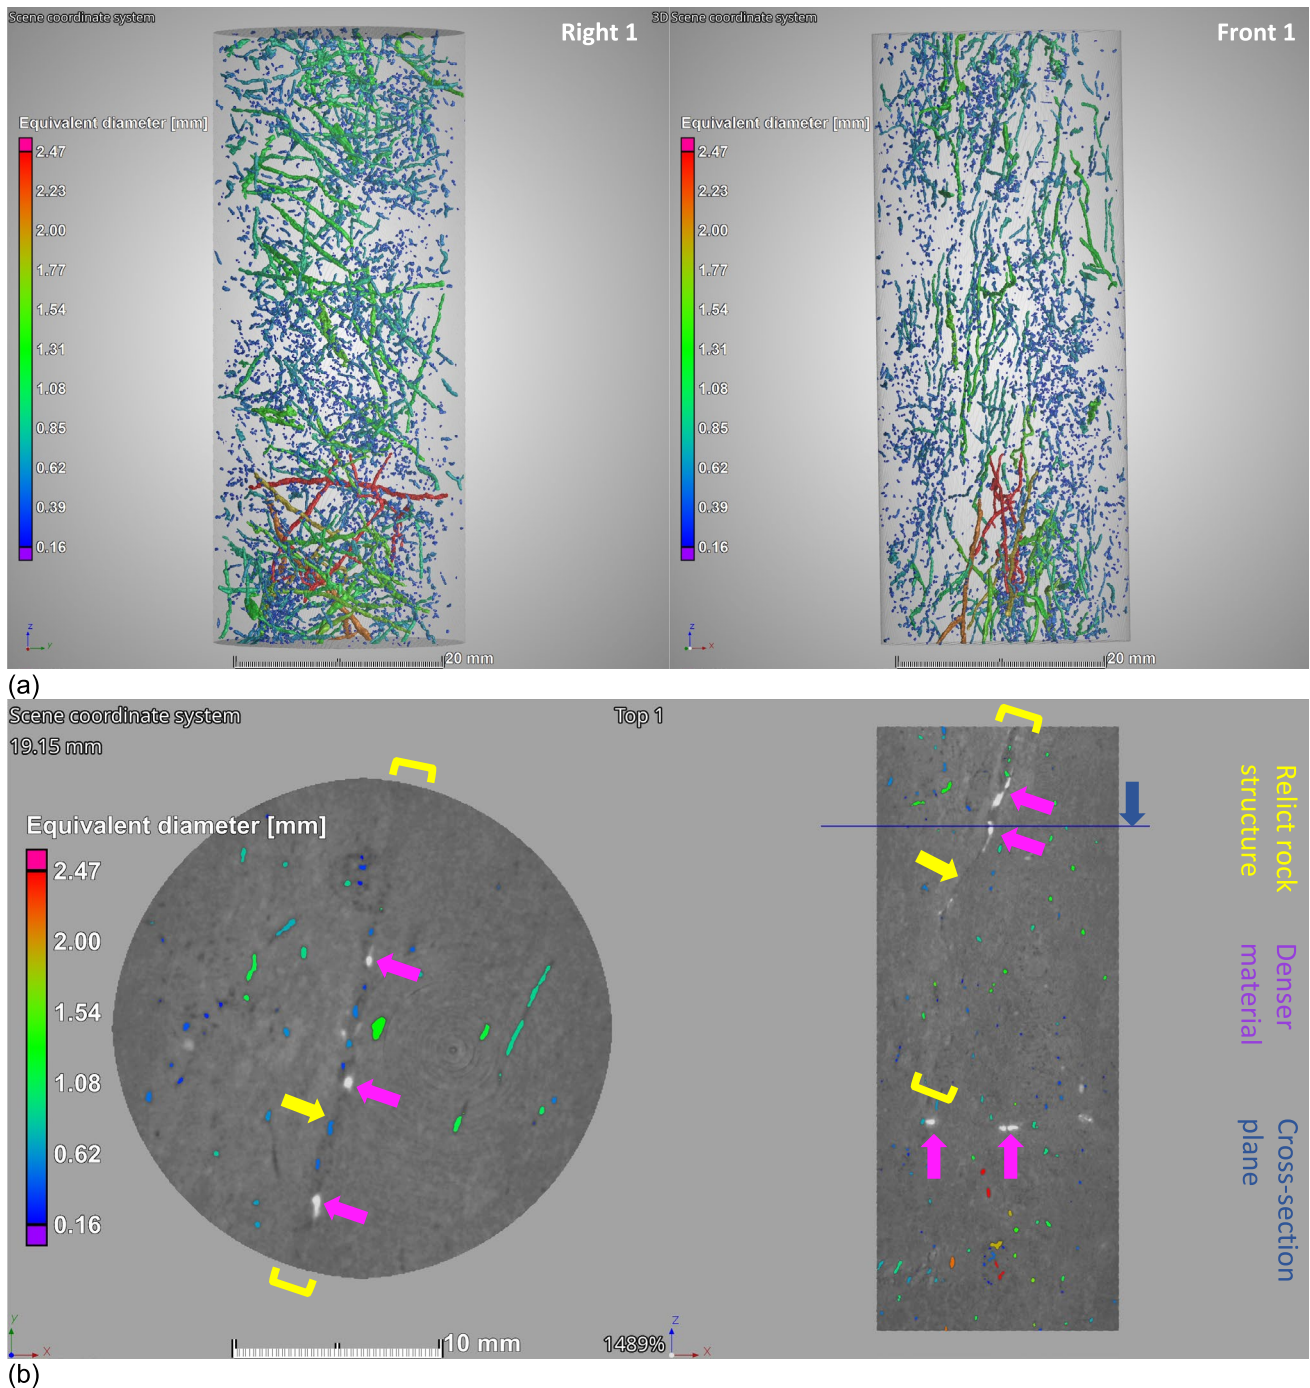 Scene coordinate system
Right 1
Equivalent diameter [mm]
2.47
2.23
2.00
1.77
1.54
1.31
1.08
0.85
0.62
0.39
0.16
z
y
20 mm
3D Scene coordinate system
Front 1
Equivalent diameter [mm]
2.47
2.23
2.00
1.77
1.54
1.31
1.08
0.85
0.62
0.39
0.16
z
x
20 mm
(a)
Scene coordinate system
Top 1
19.15 mm
Equivalent diameter [mm]
2.47
2.00
1.54
1.08
0.62
0.16
y
x
10 mm
1489%
z
x
Relict rock
structure
Denser
material
Cross-section
plane
(b)